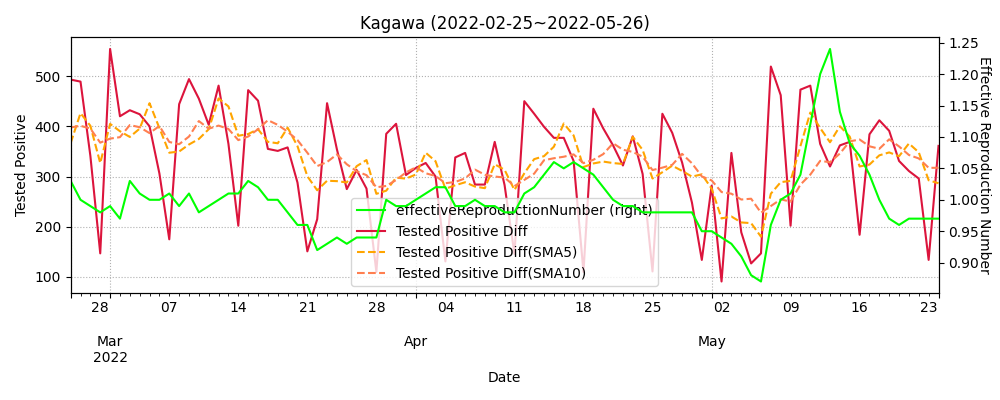 Kagawa (2022-02-25~2022-05-26)
Tested Positive
500
400
300
200
100
1.25
1.20
1.15
1.10
1.05
1.00
0.95
0.90
Effective Reproduction Number
effectiveReproductionNumber (right)
Tested Positive Diff
Tested Positive Diff(SMA5)
Tested Positive Diff(SMA10)
28 07 14 21 28 04 11 18 25 02 09 16 23
Mar Apr May
2022
Date